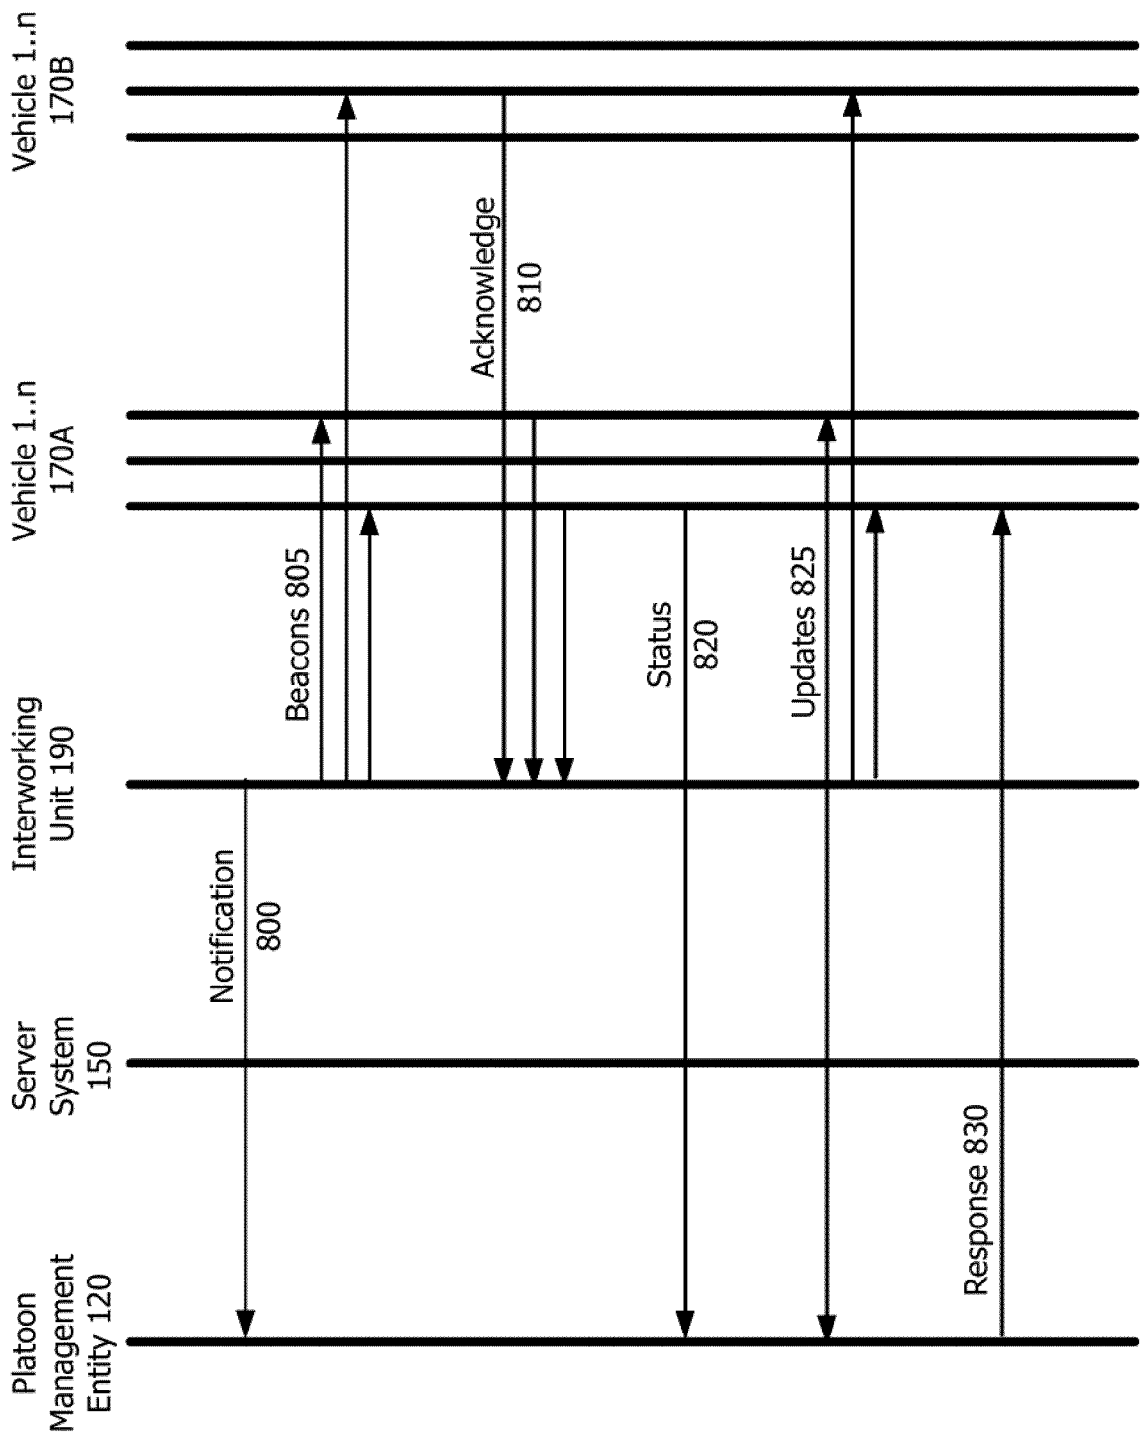 Platoon
Management
Entity 120
Server
System
150
Interworking
Unit 190
Vehicle 1..n
170A
Vehicle 1..n
170B
Notification
800
Beacons 805
Acknowledge
810
Status
820
Updates 825
Response 830